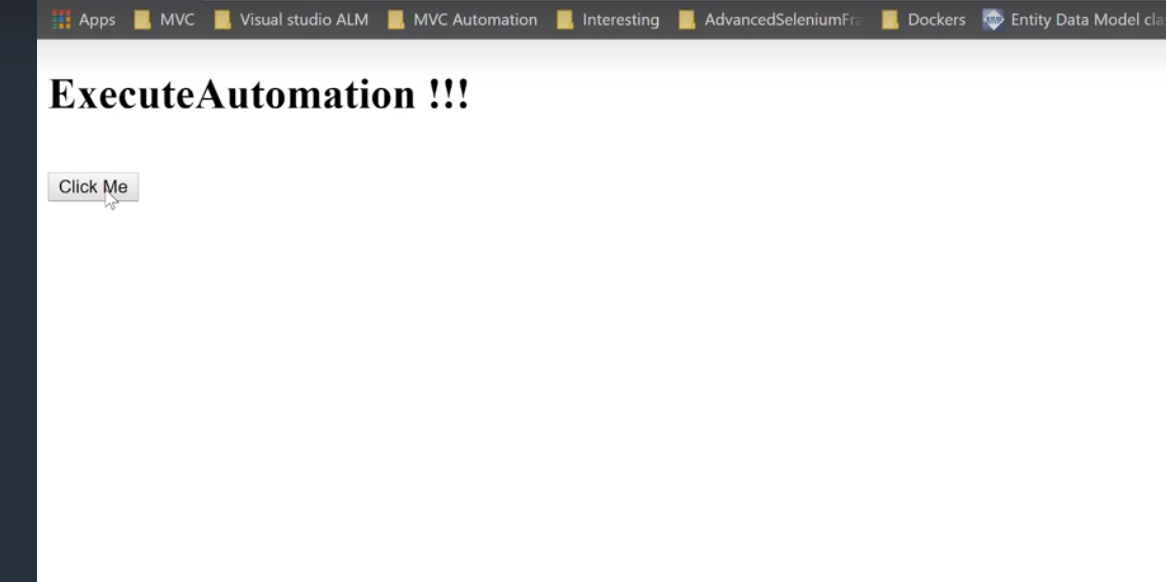 Apps MVC Visual studio ALM MVC Automation Interesting AdvancedSeleniumFra Dockers Entity Data Model cla
ExecuteAutomation !!!
Click Me